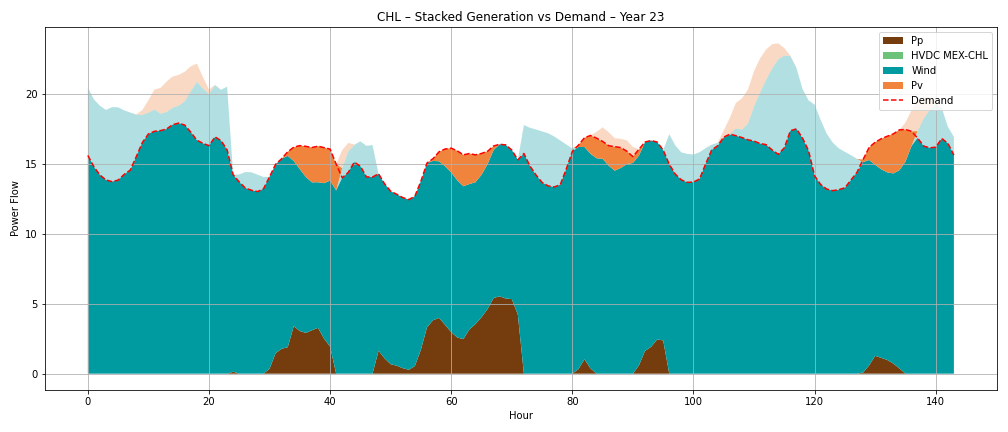 CHL – Stacked Generation vs Demand – Year 23
Pp
HVDC MEX-CHL
Wind
Pv
Demand
Power Flow
20
15
10
5
0
0 20 40 60 80 100 120 140
Hour